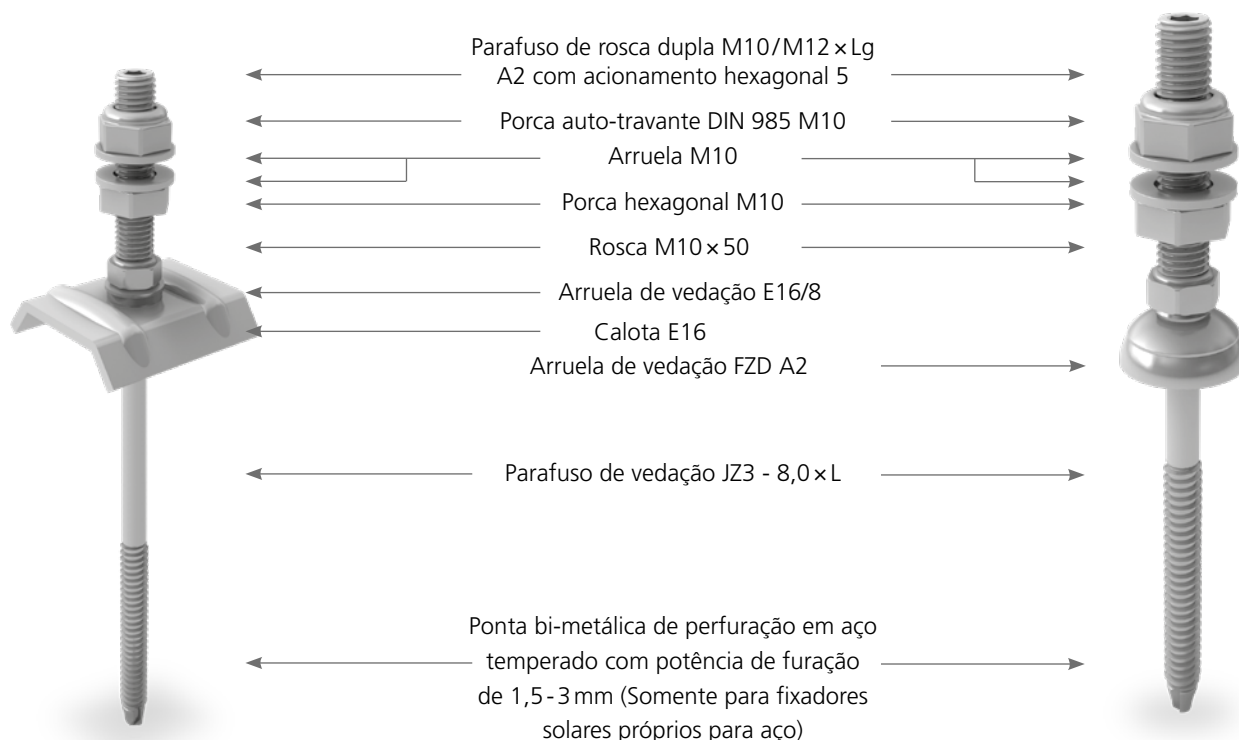 Parafuso de rosca dupla M10/M12 × Lg
A2 com acionamento hexagonal 5
Porca auto-travante DIN 985 M10
Arruela M10
Porca hexagonal M10
Rosca M10 × 50
Arruela de vedação E16/8
Calota E16
Arruela de vedação FZD A2
Parafuso de vedação JZ3 - 8,0 × L
Ponta bi-metálica de perfuração em aço
temperado com potência de furação
de 1,5 - 3 mm (Somente para fixadores
solares próprios para aço)